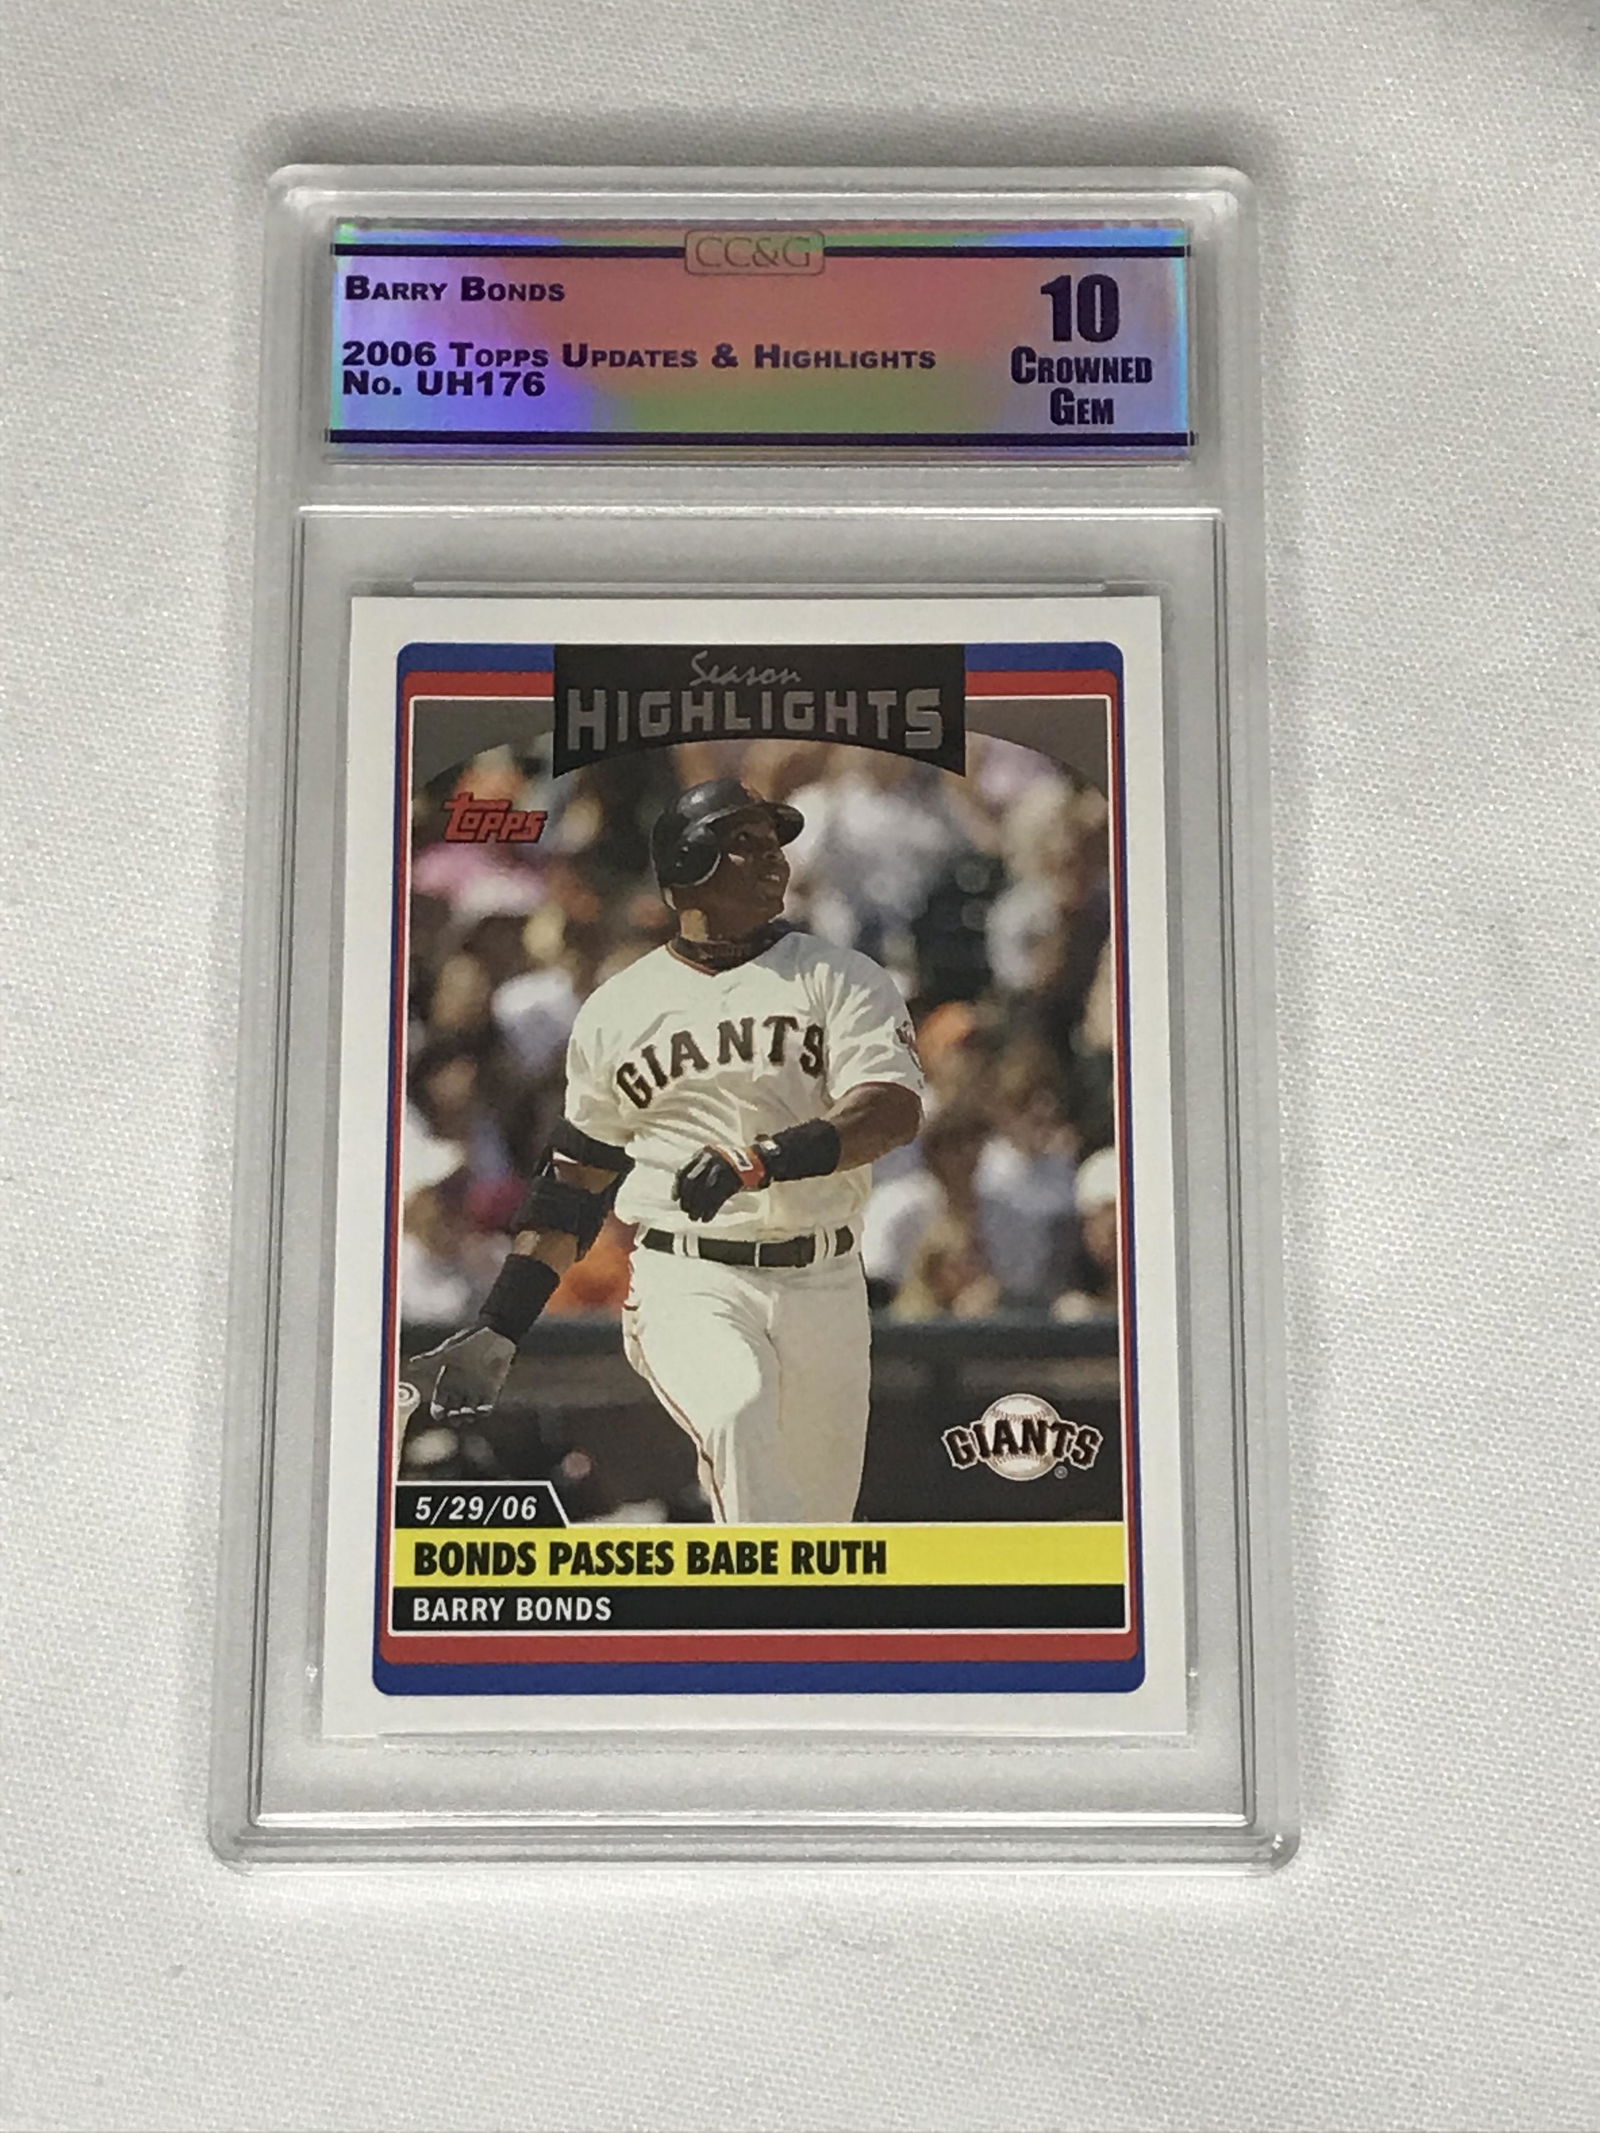 CC&G
BARRY BONDS
2006 TOPPS UPDATES & HIGHLIGHTS
No. UH176
10
CROWNED
GEM
Season
HIGHLIGHTS
topps
GIANTS
GIANTS
®
5/29/06
BONDS PASSES BABE RUTH
BARRY BONDS